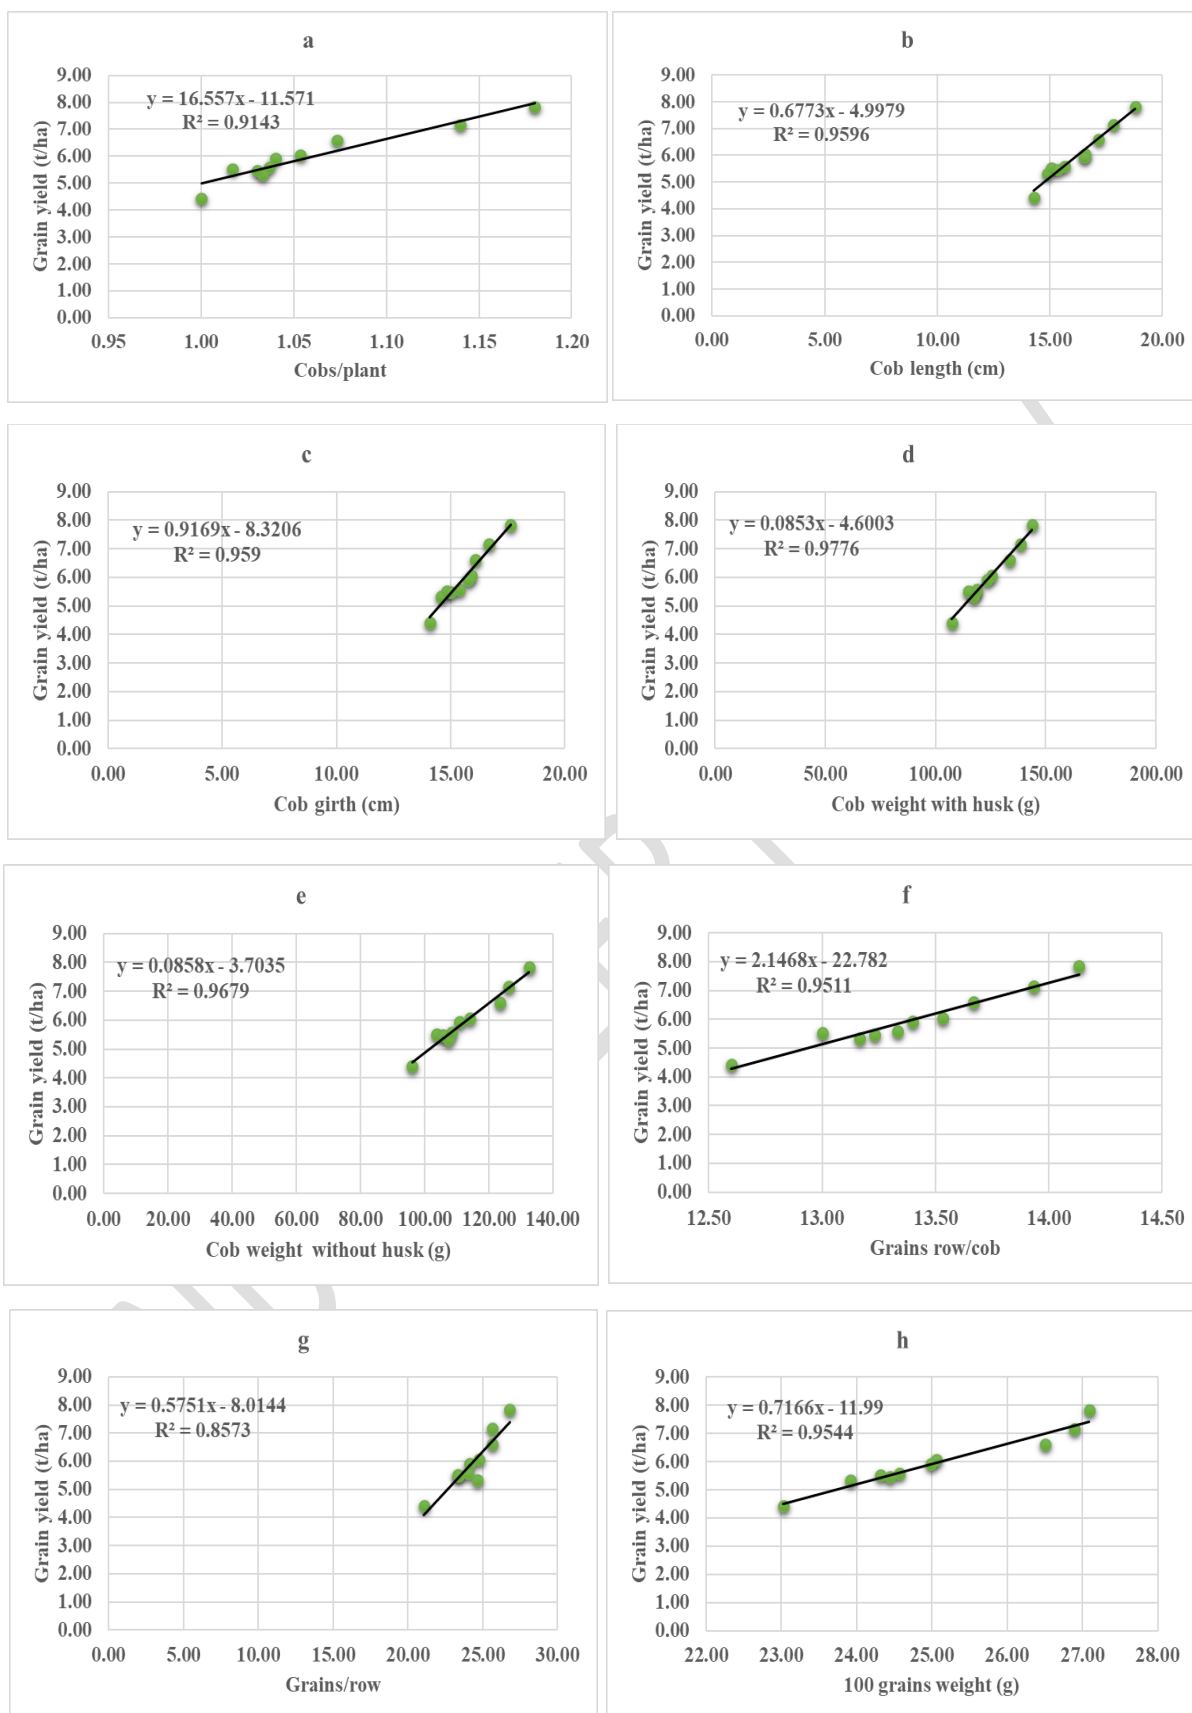 a
9.00
8.00
7.00
6.00
5.00
4.00
3.00
2.00
1.00
0.00
Grain yield (t/ha)
y = 16.557x - 11.571
R² = 0.9143
0.95 1.00 1.05 1.10 1.15 1.20
Cobs/plant
b
9.00
8.00
7.00
6.00
5.00
4.00
3.00
2.00
1.00
0.00
Grain yield (t/ha)
y = 0.6773x - 4.9979
R² = 0.9596
0.00 5.00 10.00 15.00 20.00
Cob length (cm)
c
9.00
8.00
7.00
6.00
5.00
4.00
3.00
2.00
1.00
0.00
Grain yield (t/ha)
y = 0.9169x - 8.3206
R² = 0.959
0.00 5.00 10.00 15.00 20.00
Cob girth (cm)
d
9.00
8.00
7.00
6.00
5.00
4.00
3.00
2.00
1.00
0.00
Grain yield (t/ha)
y = 0.0853x - 4.6003
R² = 0.9776
0.00 50.00 100.00 150.00 200.00
Cob weight with husk (g)
e
9.00
8.00
7.00
6.00
5.00
4.00
3.00
2.00
1.00
0.00
Grain yield (t/ha)
y = 0.0858x - 3.7035
R² = 0.9679
0.00 20.00 40.00 60.00 80.00 100.00 120.00 140.00
Cob weight without husk (g)
f
9.00
8.00
7.00
6.00
5.00
4.00
3.00
2.00
1.00
0.00
Grain yield (t/ha)
y = 2.1468x - 22.782
R² = 0.9511
12.50 13.00 13.50 14.00 14.50
Grains row/cob
g
9.00
8.00
7.00
6.00
5.00
4.00
3.00
2.00
1.00
0.00
Grain yield (t/ha)
y = 0.5751x - 8.0144
R² = 0.8573
0.00 5.00 10.00 15.00 20.00 25.00 30.00
Grains/row
h
9.00
8.00
7.00
6.00
5.00
4.00
3.00
2.00
1.00
0.00
Grain yield (t/ha)
y = 0.7166x - 11.99
R² = 0.9544
22.00 23.00 24.00 25.00 26.00 27.00 28.00
100 grains weight (g)